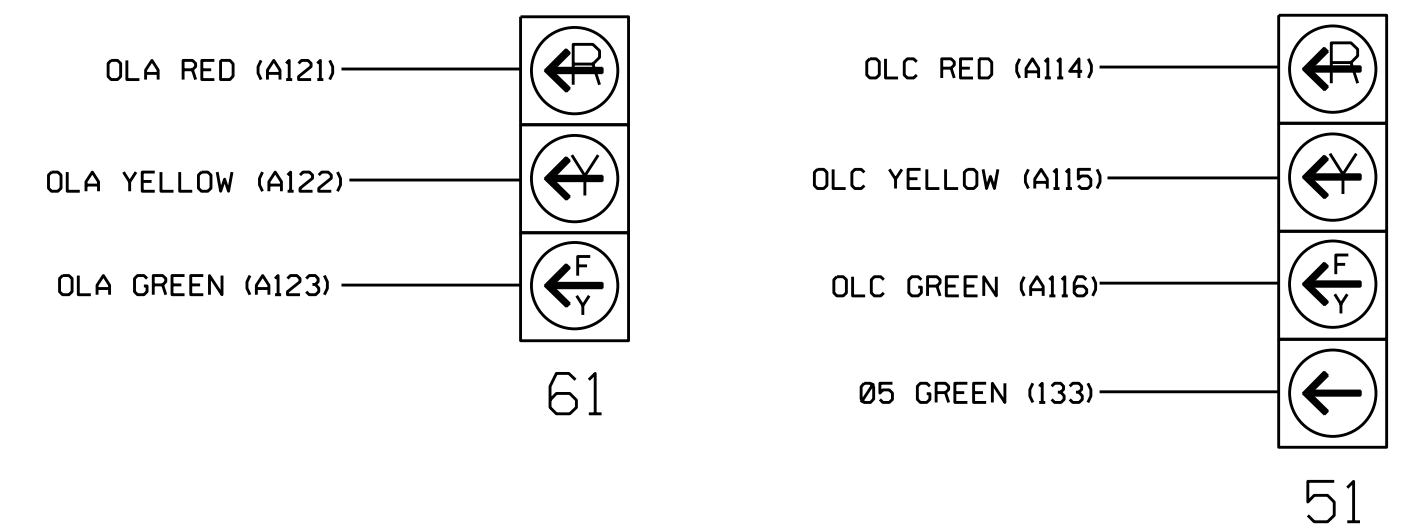 OLA RED (A121)
R
OLA YELLOW (A122)
Y
OLA GREEN (A123)
F
Y
61
OLC RED (A114)
R
OLC YELLOW (A115)
Y
OLC GREEN (A116)
F
Y
Ø5 GREEN (133)
51